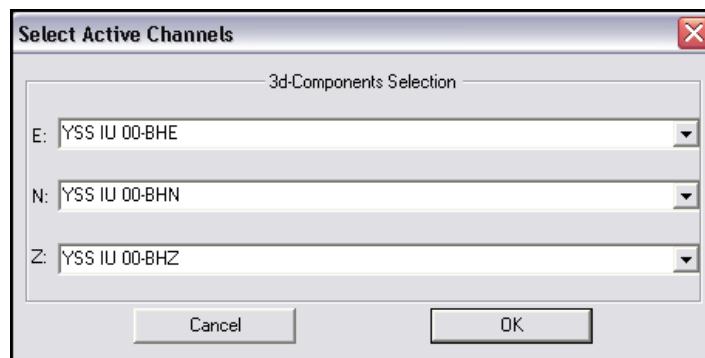 Select Active Channels
3d-Components Selection
E: YSS IU 00-BHE
N: YSS IU 00-BHN
Z: YSS IU 00-BHZ
Cancel OK